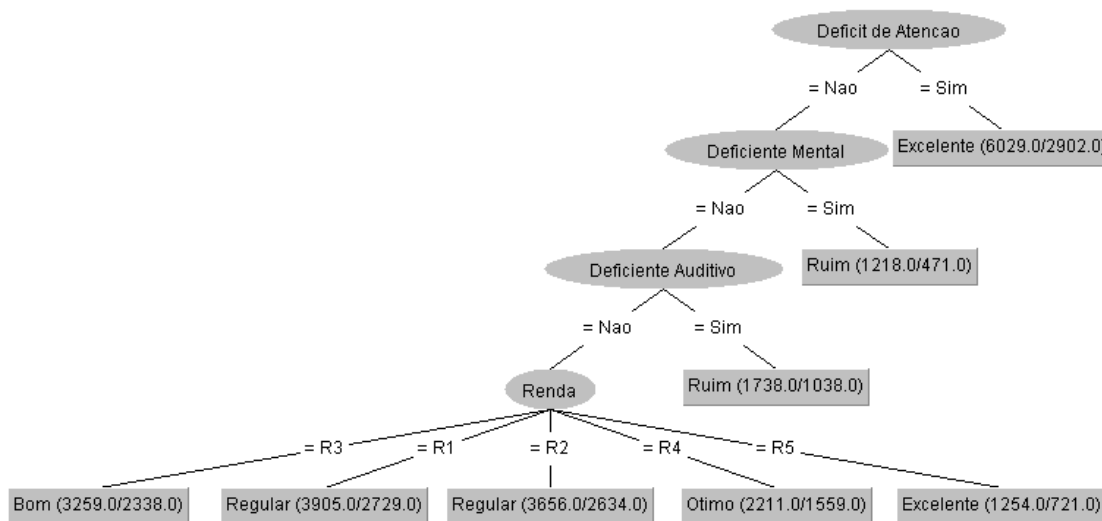 Deficit de Atencao
= Nao
= Sim
Deficiente Mental
Excelente (6029.0/2902.0)
= Nao
= Sim
Deficiente Auditivo
Ruim (1218.0/471.0)
= Nao
= Sim
Renda
Ruim (1738.0/1038.0)
= R3
= R1
= R2
= R4
= R5
Bom (3259.0/2338.0)
Regular (3905.0/2729.0)
Regular (3656.0/2634.0)
Otimo (2211.0/1559.0)
Excelente (1254.0/721.0)